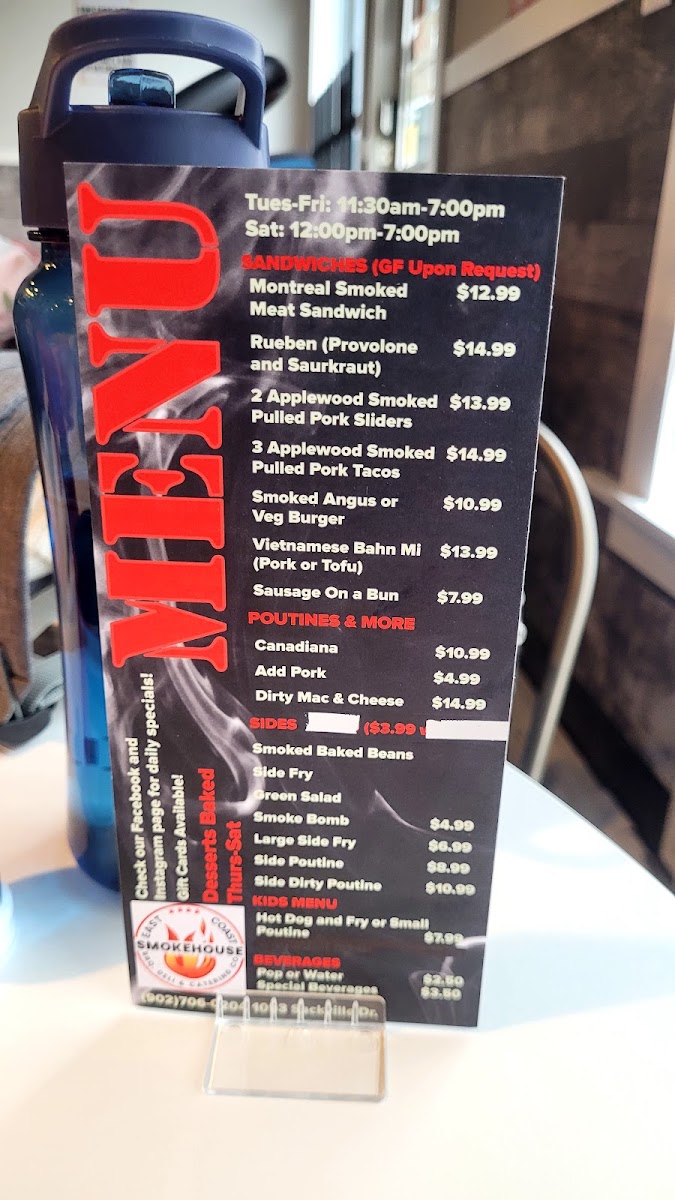 MENU
Tues-Fri: 11:30am-7:00pm
Sat: 12:00pm-7:00pm
SANDWICHES (GF Upon Request)
Montreal Smoked $12.99
Meat Sandwich
Rueben (Provolone $14.99
and Saurkraut)
2 Applewood Smoked $13.99
Pulled Pork Sliders
3 Applewood Smoked $14.99
Pulled Pork Tacos
Smoked Angus or $10.99
Veg Burger
Vietnamese Bahn Mi $13.99
(Pork or Tofu)
Sausage On a Bun $7.99
POUTINES & MORE
Canadiana $10.99
Add Pork $4.99
Dirty Mac & Cheese $14.99
SIDES ($3.99
Smoked Baked Beans
Side Fry
Green Salad
Smoke Bomb $4.99
Large Side Fry $6.99
Side Poutine $8.99
Side Dirty Poutine $10.99
KIDS MENU
Hot Dog and Fry or Small
Poutine $7.99
BEVERAGES
Pop or Water $2.50
Special Beverages $3.50
Check our Facebook and
Instagram page for daily specials!
Gift Cards Available!
Desserts Baked
Thurs-Sat
EAST COAST
SMOKEHOUSE
BBQ, DELI & CATERING CO
Sackville Dr.